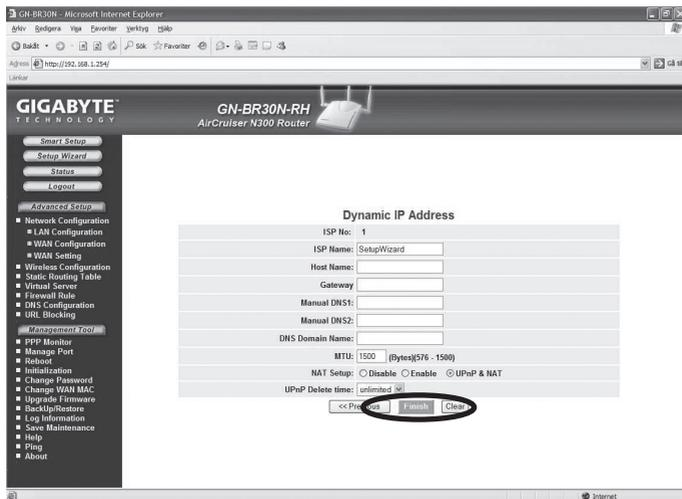 GN-BR30N - Microsoft Internet Explorer
Arkiv Redigera Visa Favoriter Verktyg Hjälp
Bakåt Sök Favoriter
Adress http://192.168.1.254/ Gå till
Länkar
GIGABYTE
TECHNOLOGY
GN-BR30N-RH
AirCruiser N300 Router
Smart Setup
Setup Wizard
Status
Logout
Advanced Setup
Network Configuration
LAN Configuration
WAN Configuration
WAN Setting
Wireless Configuration
Static Routing Table
Virtual Server
Firewall Rule
DNS Configuration
URL Blocking
Management Tool
PPP Monitor
Manage Port
Reboot
Initialization
Change Password
Change WAN MAC
Upgrade Firmware
BackUp/Restore
Log Information
Save Maintenance
Help
Ping
About
Dynamic IP Address
ISP No: 1
ISP Name: SetupWizard
Host Name:
Gateway
Manual DNS1:
Manual DNS2:
DNS Domain Name:
MTU: 1500 (Bytes)(576 - 1500)
NAT Setup: Disable Enable UPnP & NAT
UPnP Delete time: unlimited
<< Previous Finish Clear
Internet